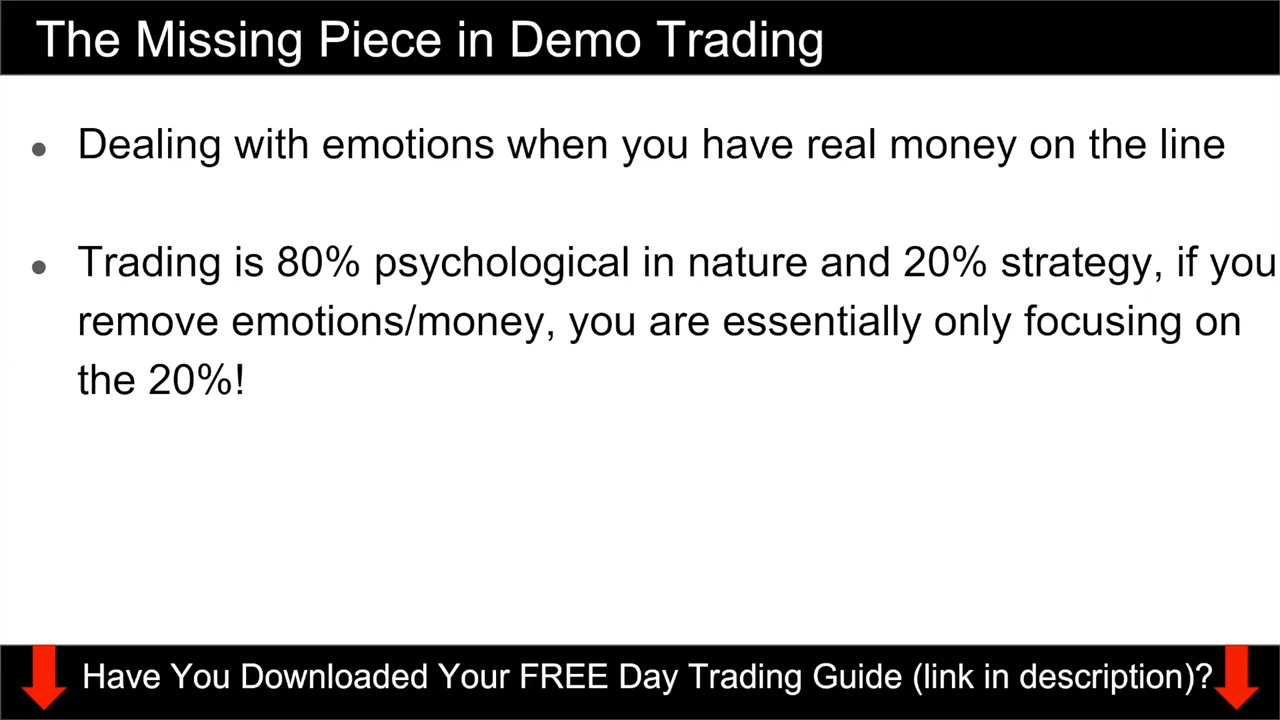 The Missing Piece in Demo Trading
● Dealing with emotions when you have real money on the line
● Trading is 80% psychological in nature and 20% strategy, if you
remove emotions/money, you are essentially only focusing on
the 20%!
Have You Downloaded Your FREE Day Trading Guide (link in description)?